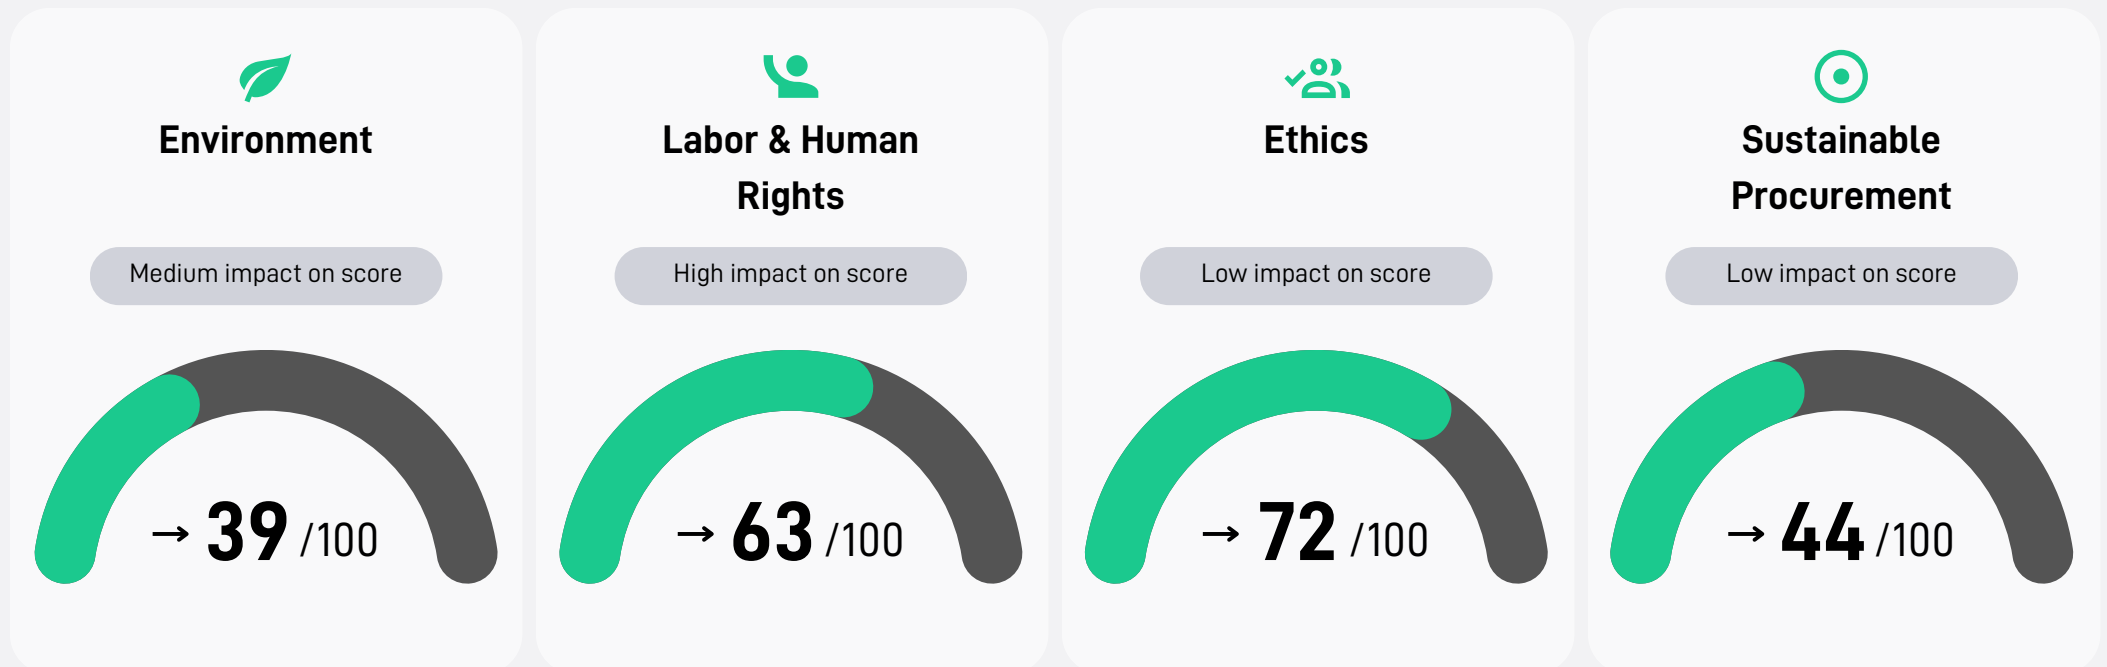 Environment
Medium impact on score
→ 39 /100
Labor & Human
Rights
High impact on score
→ 63 /100
Ethics
Low impact on score
→ 72 /100
Sustainable
Procurement
Low impact on score
→ 44 /100